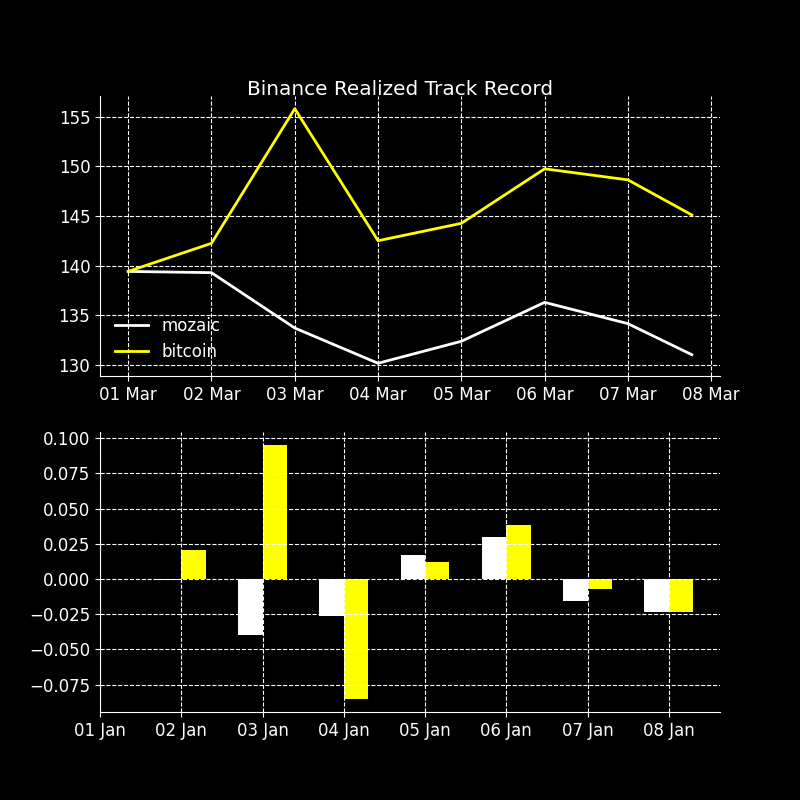 Binance Realized Track Record
155
150
145
140
135
130
mozaic
bitcoin
01 Mar 02 Mar 03 Mar 04 Mar 05 Mar 06 Mar 07 Mar 08 Mar
0.100
0.075
0.050
0.025
0.000
−0.025
−0.050
−0.075
01 Jan 02 Jan 03 Jan 04 Jan 05 Jan 06 Jan 07 Jan 08 Jan